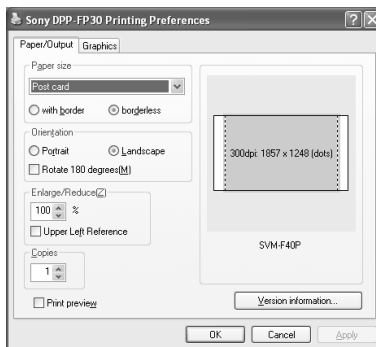 Sony DPP-FP30 Printing Preferences
Paper/Output Graphics
Paper size
Post card
with border borderless
Orientation
Portrait Landscape
Rotate 180 degrees(M)
Enlarge/Reduce(Z)
100 %
Upper Left Reference
Copies
1
Print preview
300dpi: 1857 x 1248 (dots)
SVM-F40P
Version information...
OK Cancel Apply